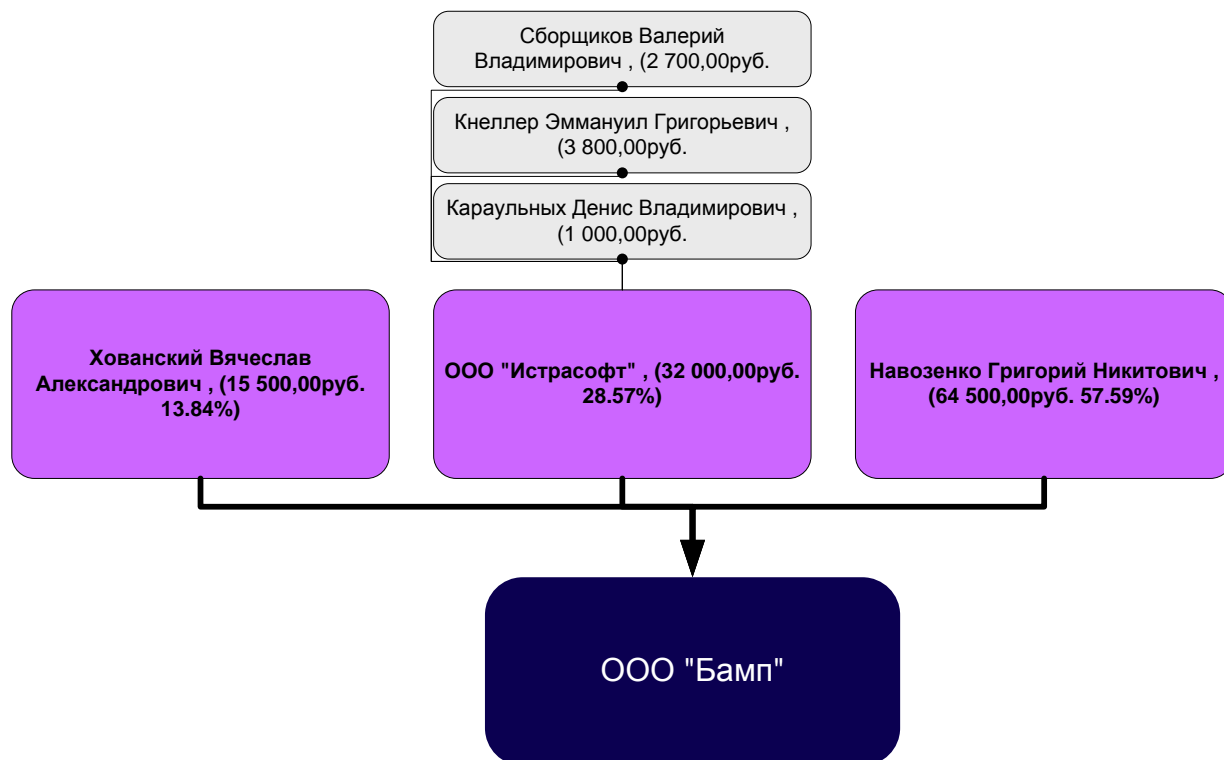 Сборщиков Валерий
Владимирович , (2 700,00руб.
Кнеллер Эммануил Григорьевич ,
(3 800,00руб.
Караульных Денис Владимирович ,
(1 000,00руб.
Хованский Вячеслав
Александрович , (15 500,00руб.
13.84%)
ООО "Истрасофт" , (32 000,00руб.
28.57%)
Навозенко Григорий Никитович ,
(64 500,00руб. 57.59%)
ООО "Бамп"